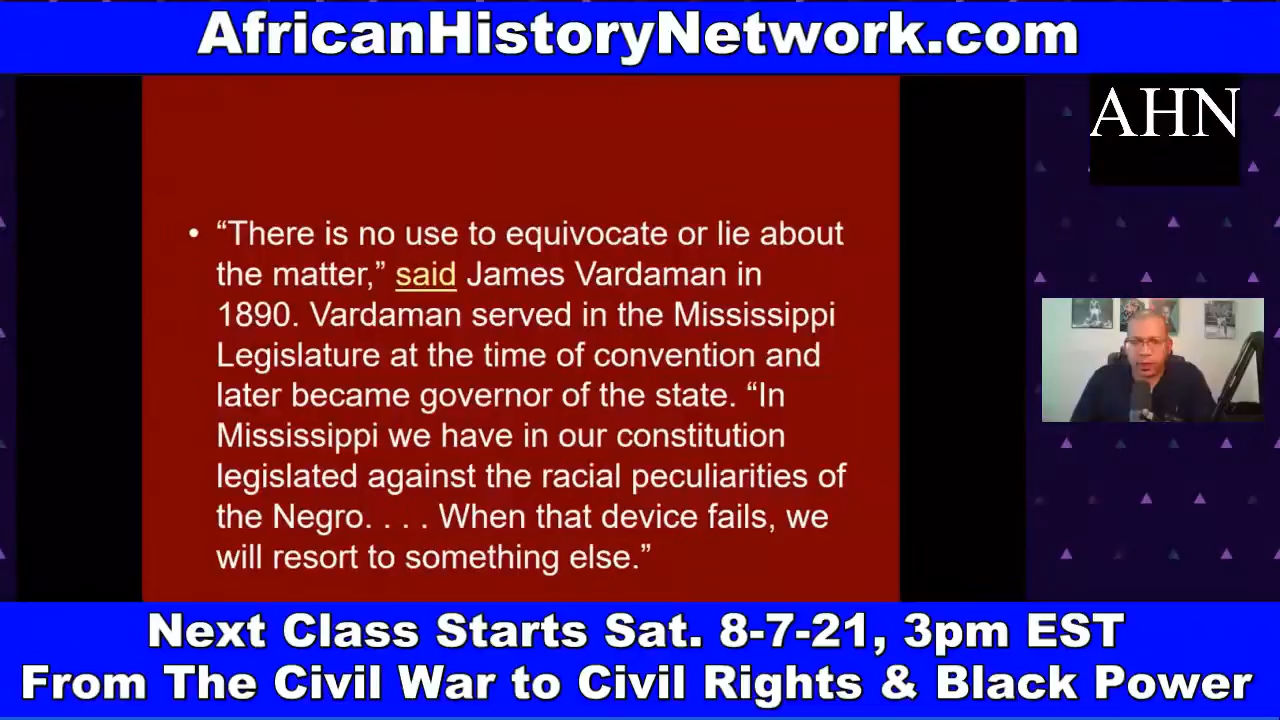 AfricanHistoryNetwork.com
AHN
• “There is no use to equivocate or lie about
the matter,” said James Vardaman in
1890. Vardaman served in the Mississippi
Legislature at the time of convention and
later became governor of the state. “In
Mississippi we have in our constitution
legislated against the racial peculiarities of
the Negro. . . . When that device fails, we
will resort to something else.”
Next Class Starts Sat. 8-7-21, 3pm EST
From The Civil War to Civil Rights & Black Power